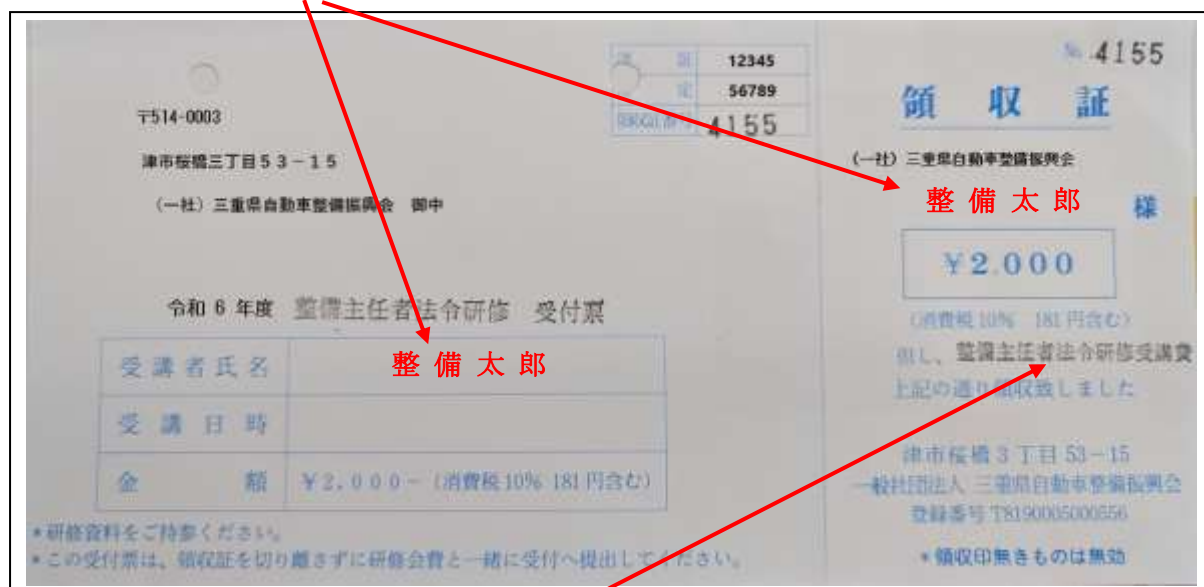 12345
56789
4155
〒514-0003
津市桜橋三丁目53-15
(一社)三重県自動車整備振興会 御中
令和 6 年度 整備主任者法令研修 受付票
受講者氏名 整備太郎
受講日時
金額 ¥2,000-(消費税10% 181円含む)
*研修資料をご持参ください。
*この受付票は、領収証を切り離さずに研修会費と一緒に受付へ提出してください。
№ 4155
領収証
(一社)三重県自動車整備振興会
整備太郎 様
¥2.000
(消費税10% 181円含む)
但し、整備主任者法令研修受講費
上記の通り領収致しました
津市桜橋3丁目53-15
一般社団法人 三重県自動車整備振興会
登録番号 T8190005000556
*領収印無きものは無効